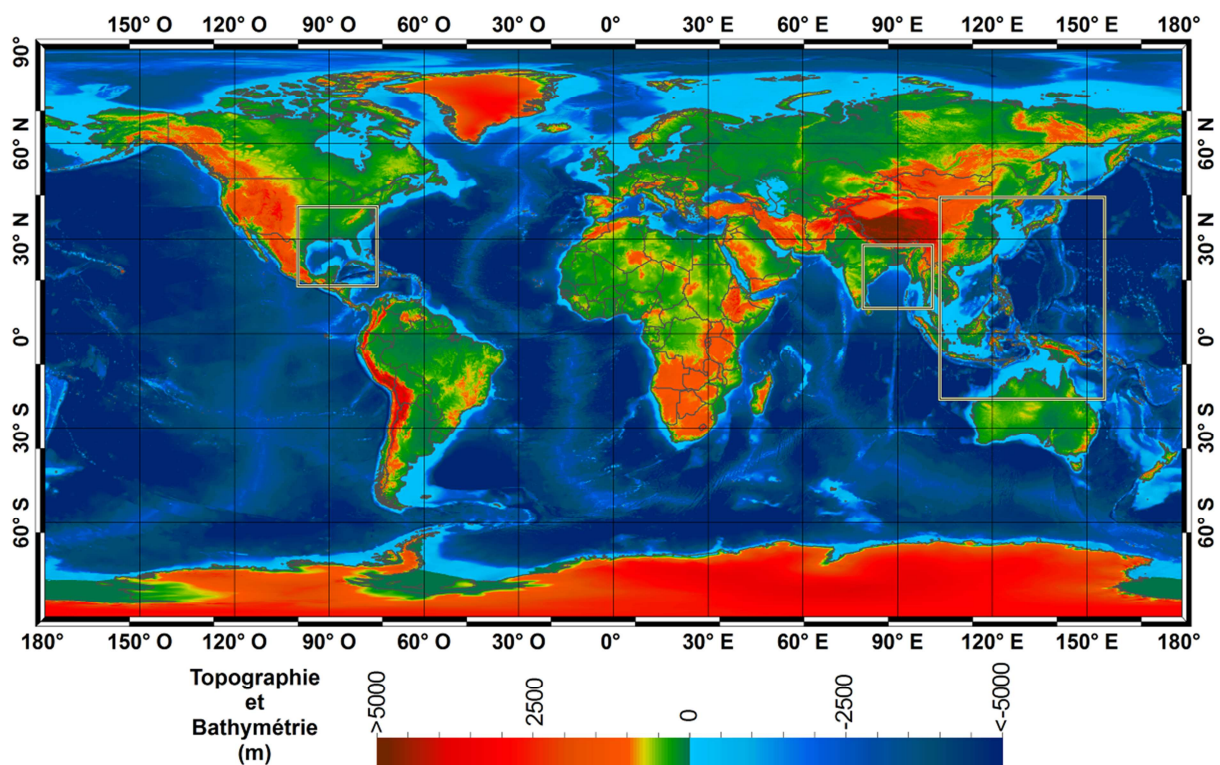 150° O 120° O 90° O 60° O 30° O 0° 30° E 60° E 90° E 120° E 150° E 180°
90°
60° N 60° N
30° N 30° N
0° 0°
30° S 30° S
60° S 60° S
180° 150° O 120° O 90° O 60° O 30° O 0° 30° E 60° E 90° E 120° E 150° E 180°
Topographie
et
Bathymétrie
(m)
>5000 2500 0 -2500 <-5000